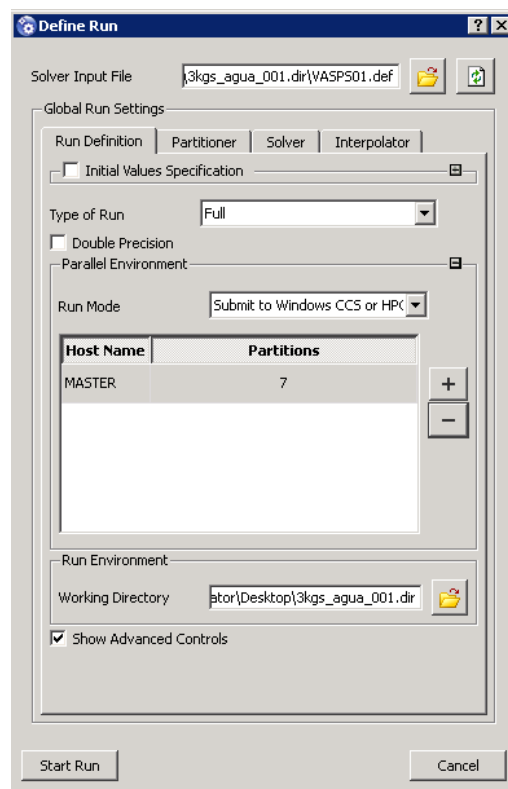 Define Run
Solver Input File \3kgs_agua_001.dir\VASPS01.def
Global Run Settings
Run Definition Partitioner Solver Interpolator
Initial Values Specification
Type of Run Full
Double Precision
Parallel Environment
Run Mode Submit to Windows CCS or HPC
Host Name Partitions
MASTER 7
+
−
Run Environment
Working Directory ator\Desktop\3kgs_agua_001.dir
Show Advanced Controls
Start Run Cancel